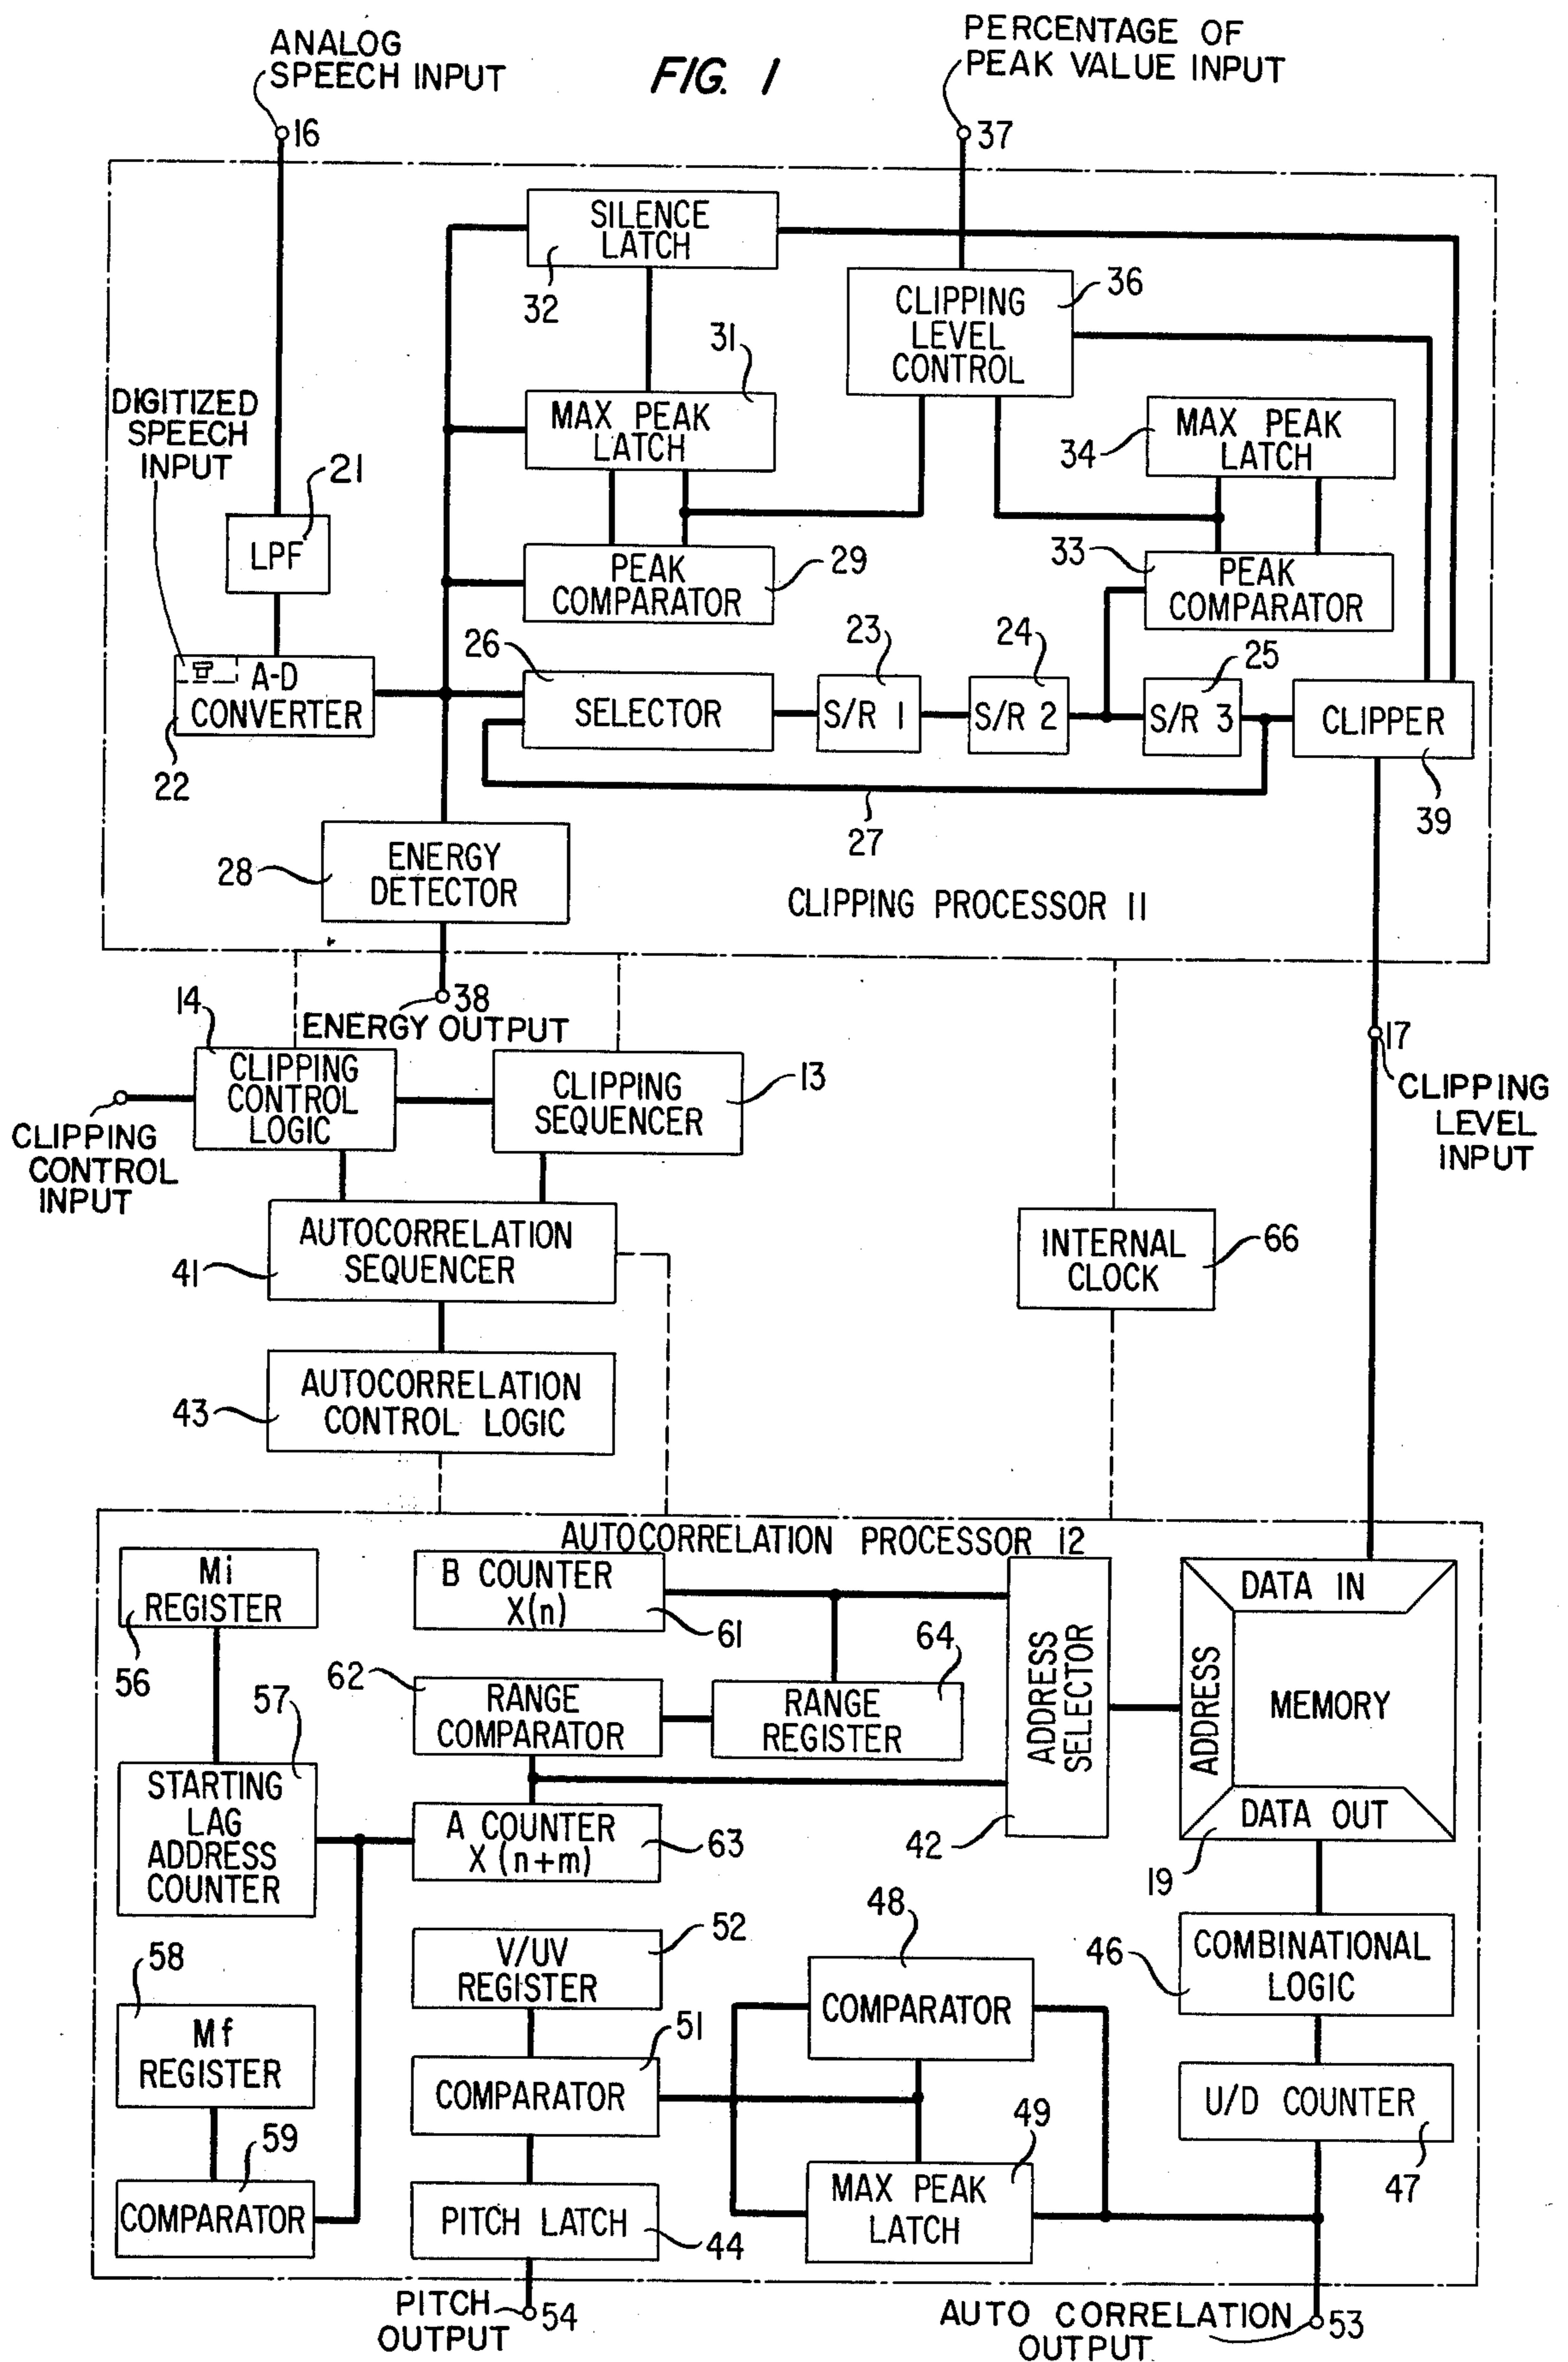 ANALOG
SPEECH INPUT
FIG. 1
PERCENTAGE OF
PEAK VALUE INPUT
16
37
SILENCE
LATCH
32
CLIPPING
LEVEL
CONTROL
36
31
MAX PEAK
LATCH
MAX PEAK
LATCH
34
DIGITIZED
SPEECH
INPUT
21
LPF
PEAK
COMPARATOR
29
33
PEAK
COMPARATOR
26
23
24
25
A-D
CONVERTER
22
SELECTOR
S/R 1
S/R 2
S/R 3
CLIPPER
39
27
28
ENERGY
DETECTOR
CLIPPING PROCESSOR 11
38
ENERGY OUTPUT
14
CLIPPING
CONTROL
LOGIC
CLIPPING
SEQUENCER
13
17
CLIPPING
LEVEL
INPUT
CLIPPING
CONTROL
INPUT
AUTOCORRELATION
SEQUENCER
41
INTERNAL
CLOCK
66
AUTOCORRELATION
CONTROL LOGIC
43
AUTOCORRELATION PROCESSOR 12
Mi
REGISTER
56
B COUNTER
X(n)
61
64
62
RANGE
COMPARATOR
RANGE
REGISTER
ADDRESS
SELECTOR
42
DATA IN
ADDRESS
MEMORY
DATA OUT
19
57
STARTING
LAG
ADDRESS
COUNTER
A COUNTER
X (n+m)
63
58
V/UV
REGISTER
52
48
COMPARATOR
46
COMBINATIONAL
LOGIC
Mf
REGISTER
51
COMPARATOR
U/D COUNTER
47
59
COMPARATOR
49
MAX PEAK
LATCH
PITCH LATCH
44
PITCH
OUTPUT
54
AUTO CORRELATION
OUTPUT
53